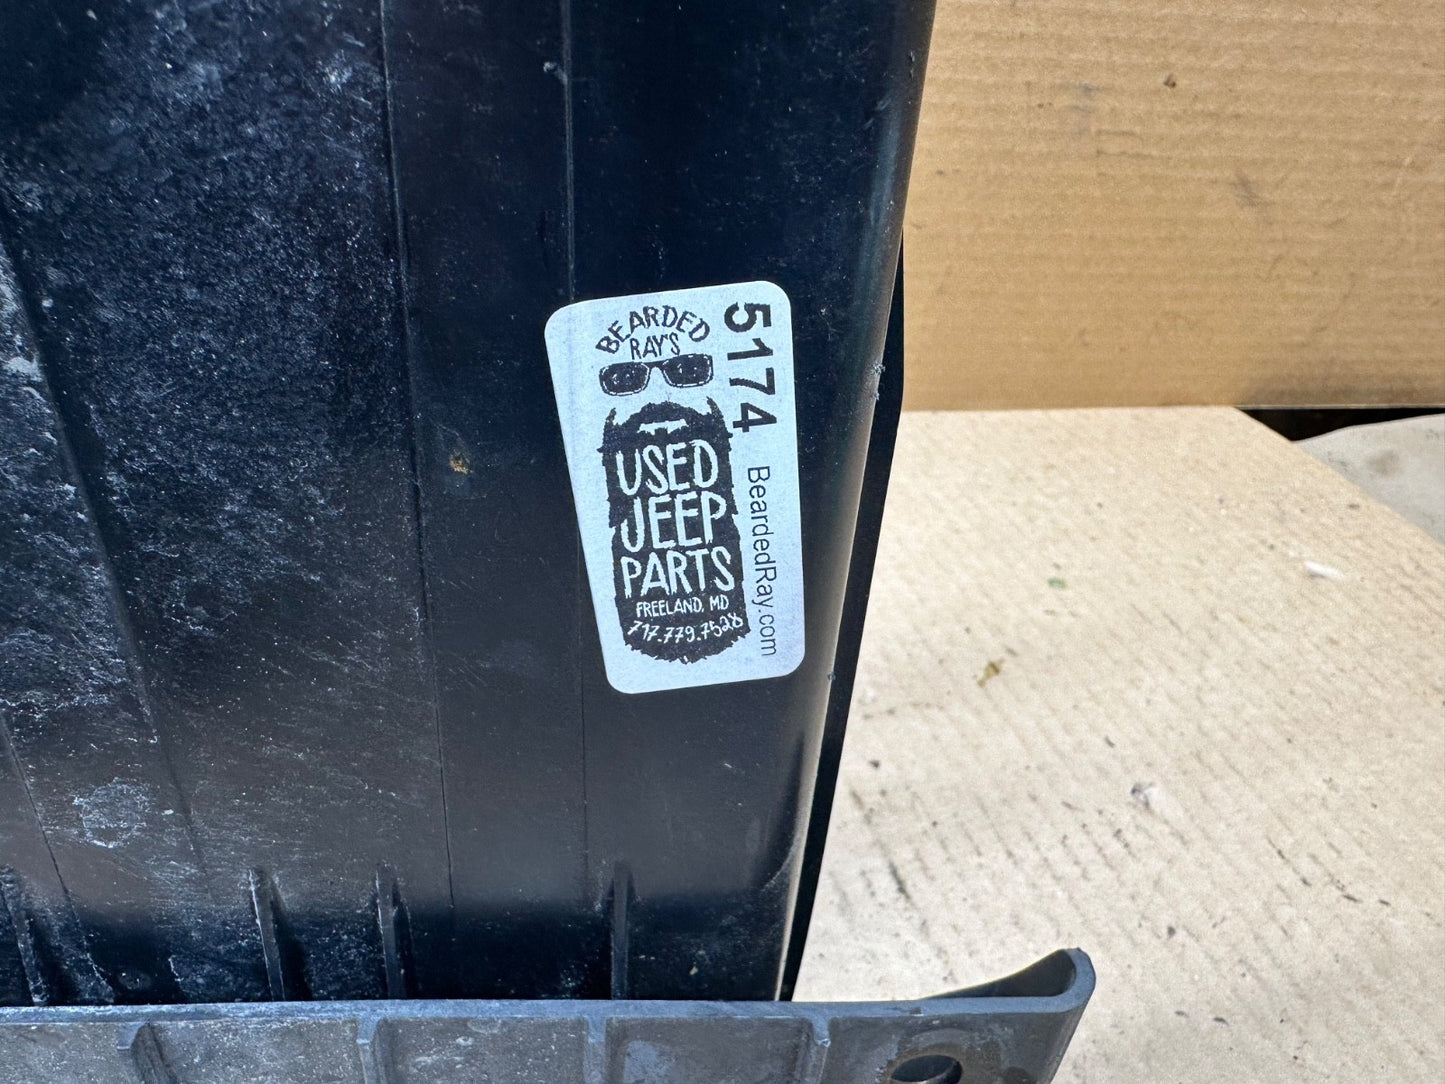 BEARDED
RAY'S
USED
JEEP
PARTS
FREELAND, MD
717.779.7528
5174
BeardedRay.com